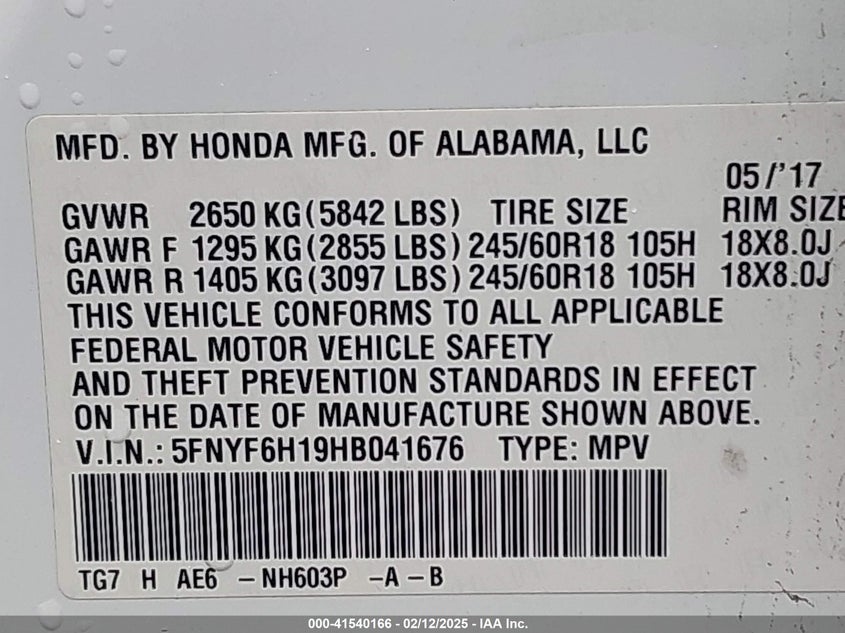 MFD. BY HONDA MFG. OF ALABAMA, LLC
05/'17
GVWR 2650 KG(5842 LBS) TIRE SIZE RIM SIZE
GAWR F 1295 KG(2855 LBS) 245/60R18 105H 18X8.0J
GAWR R 1405 KG(3097 LBS) 245/60R18 105H 18X8.0J
THIS VEHICLE CONFORMS TO ALL APPLICABLE
FEDERAL MOTOR VEHICLE SAFETY
AND THEFT PREVENTION STANDARDS IN EFFECT
ON THE DATE OF MANUFACTURE SHOWN ABOVE.
V.I.N.: 5FNYF6H19HB041676 TYPE: MPV
TG7 H AE6 -NH603P -A-B
000-41540166 - 02/12/2025 - IAA Inc.